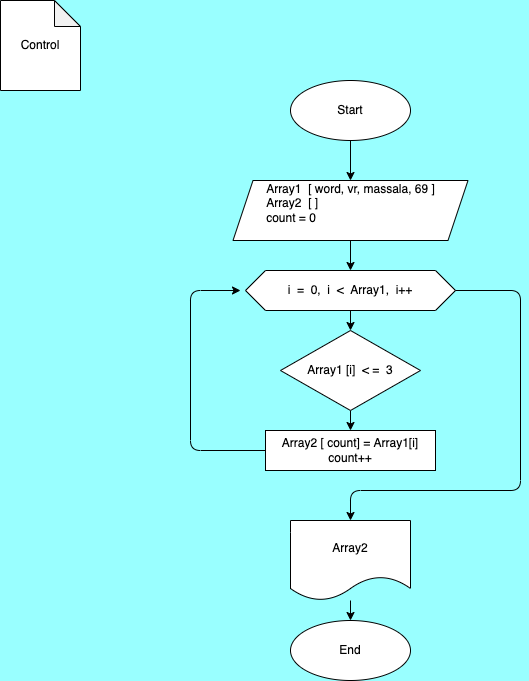 Control
Start
Array1 [ word, vr, massala, 69 ]
Array2 [ ]
count = 0
i = 0, i < Array1, i++
Array1 [i] <= 3
Array2 [ count] = Array1[i]
count++
Array2
End